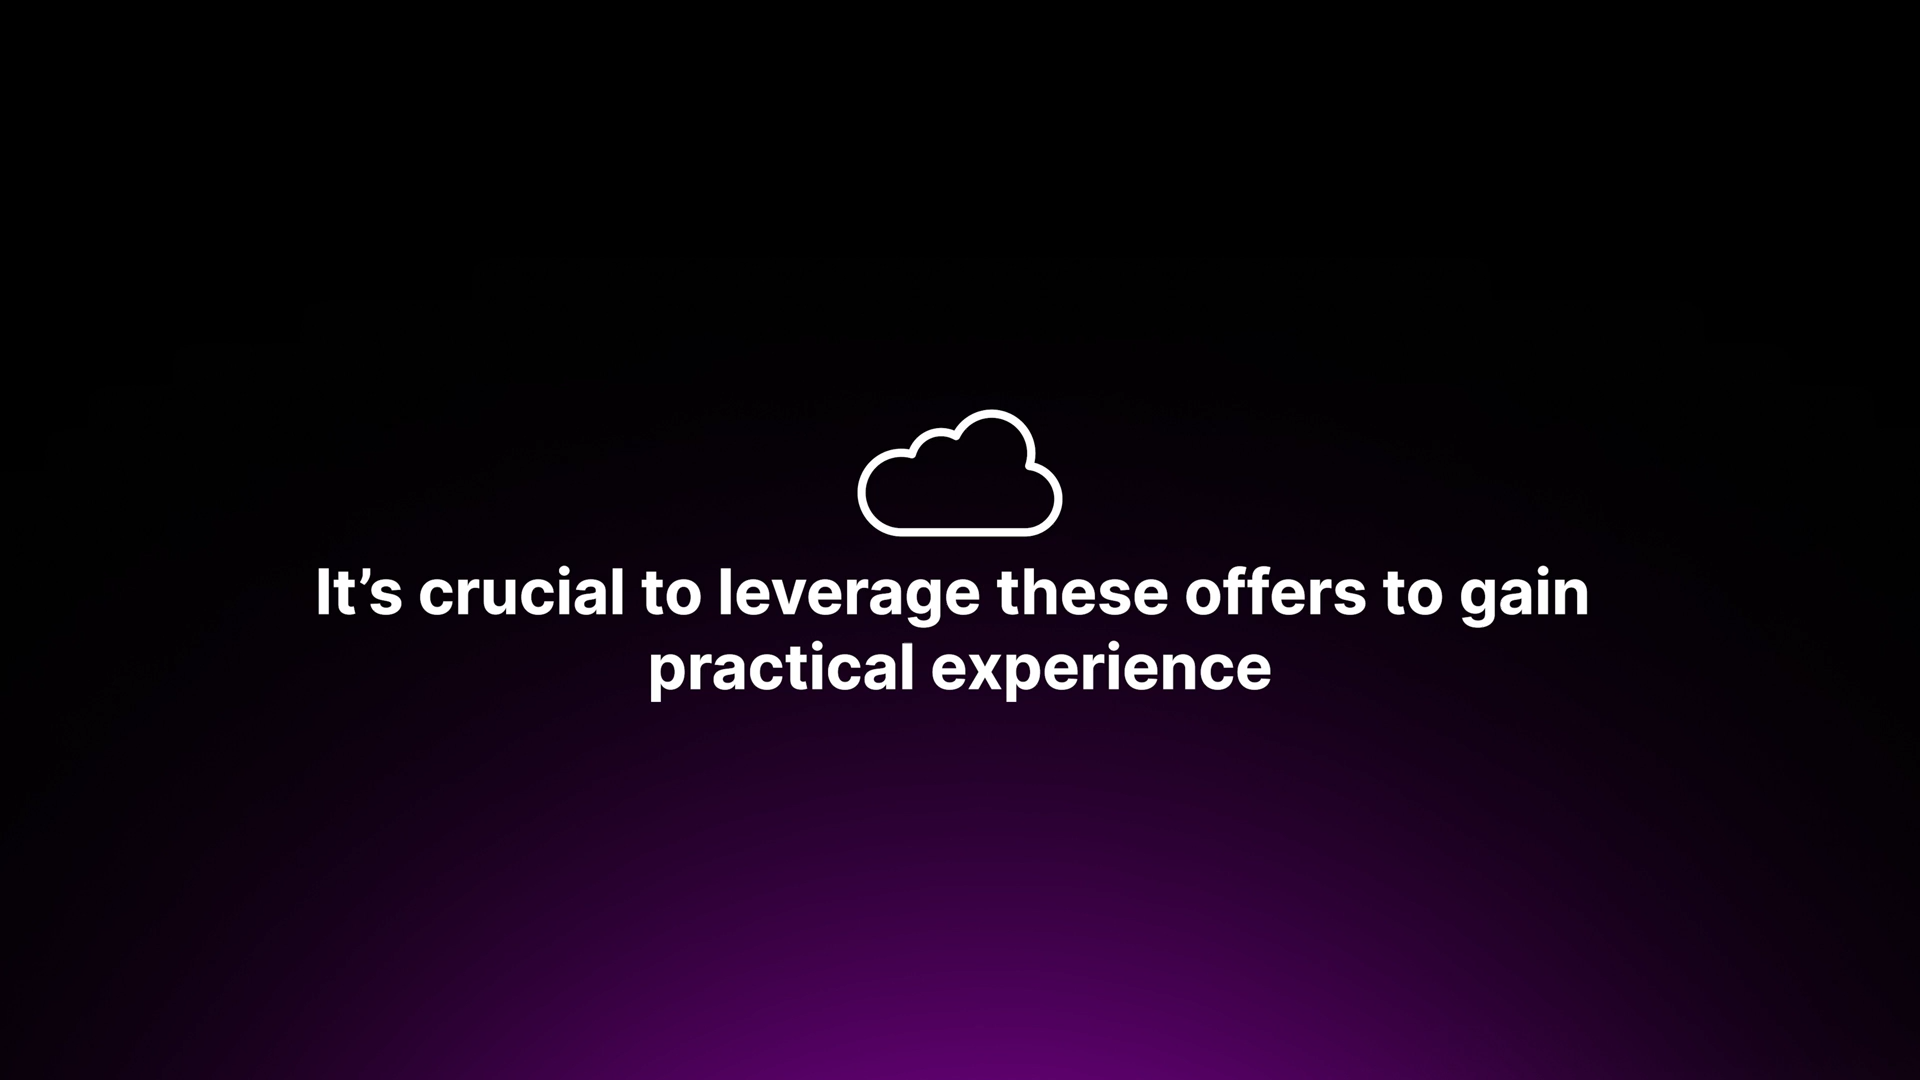 It’s crucial to leverage these offers to gain
practical experience